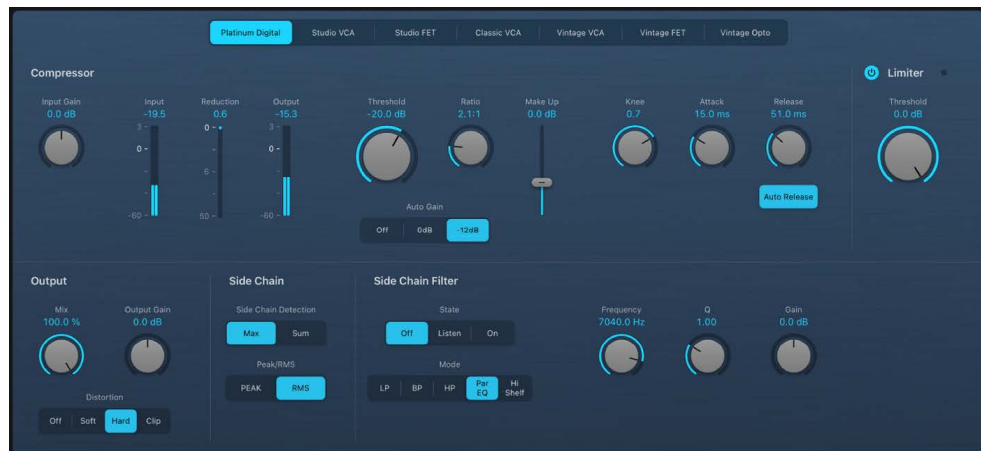 Platinum Digital Studio VCA Studio FET Classic VCA Vintage VCA Vintage FET Vintage Opto
Compressor
Limiter
Input Gain Input Reduction Output Threshold Ratio Make Up Knee Attack Release Threshold
0.0 dB -19.5 0.6 -15.3 -20.0 dB 2.1:1 0.0 dB 0.7 15.0 ms 51.0 ms 0.0 dB
3 0 3
0 0
6
Auto Release
-60 50 -60
Auto Gain
Off 0dB -12dB
Output Side Chain Side Chain Filter
Mix Output Gain Side Chain Detection State Frequency Q Gain
100.0 % 0.0 dB 7040.0 Hz 1.00 0.0 dB
Max Sum Off Listen On
Peak/RMS Mode
PEAK RMS LP BP HP Par EQ Hi Shelf
Distortion
Off Soft Hard Clip